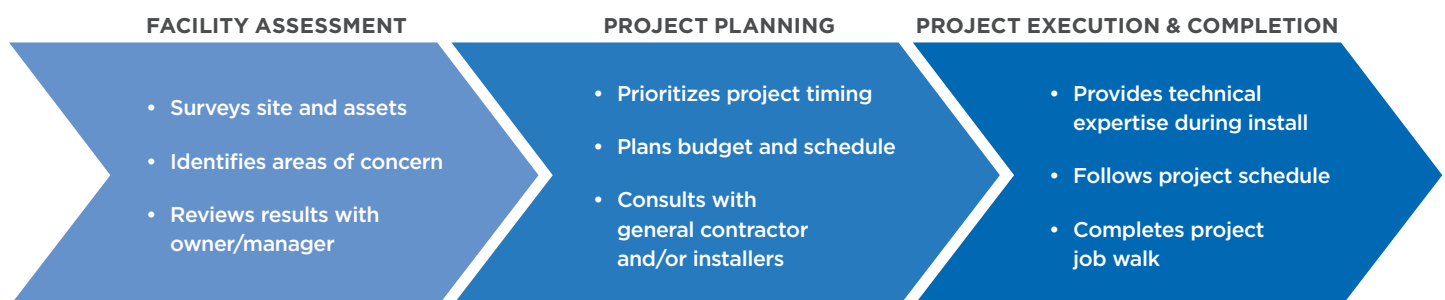 FACILITY ASSESSMENT
• Surveys site and assets
• Identifies areas of concern
• Reviews results with
owner/manager
PROJECT PLANNING
• Prioritizes project timing
• Plans budget and schedule
• Consults with
general contractor
and/or installers
PROJECT EXECUTION & COMPLETION
• Provides technical
expertise during install
• Follows project schedule
• Completes project
job walk